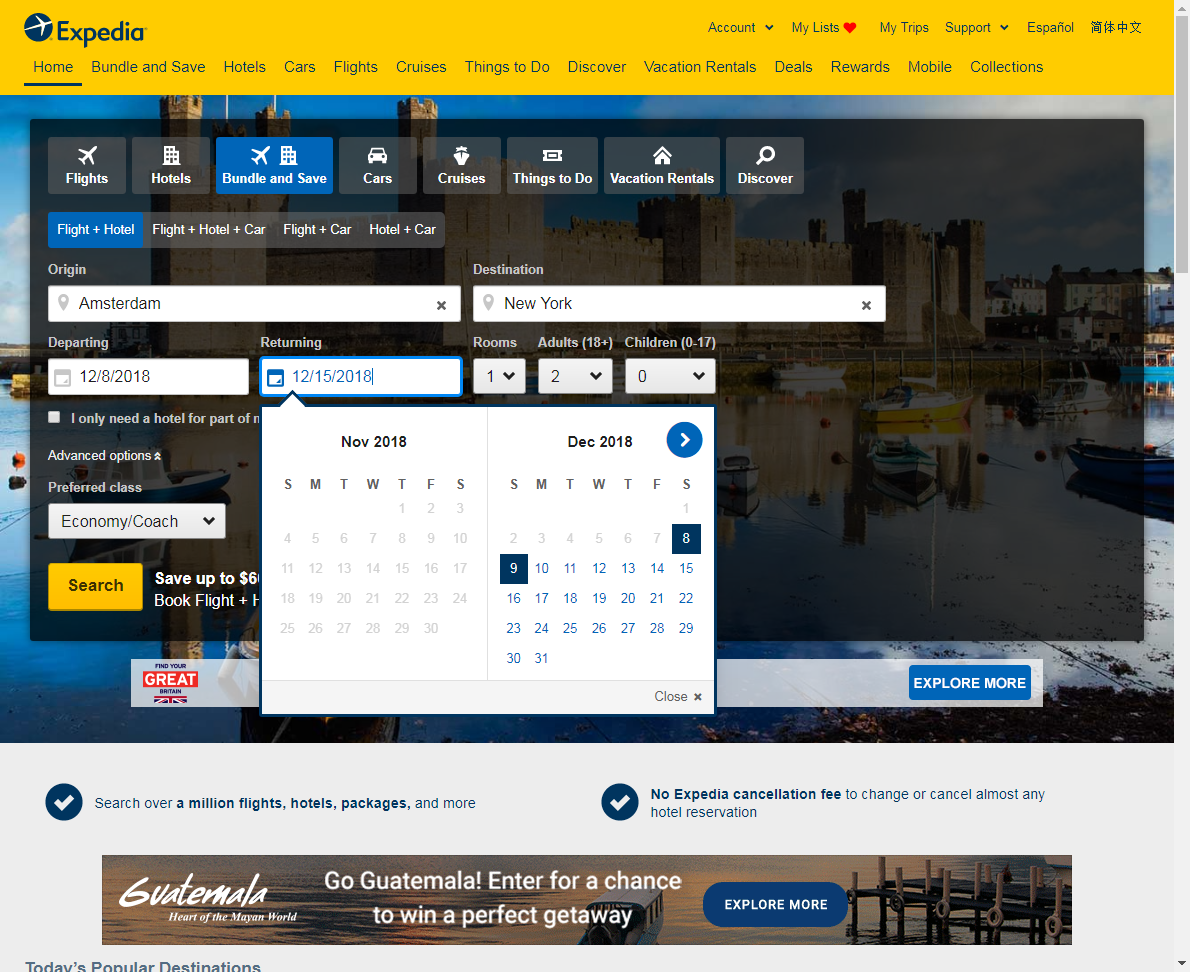 Expedia
Account
My Lists
My Trips
Support
Español
简体中文
Home
Bundle and Save
Hotels
Cars
Flights
Cruises
Things to Do
Discover
Vacation Rentals
Deals
Rewards
Mobile
Collections
Flights
Hotels
Bundle and Save
Cars
Cruises
Things to Do
Vacation Rentals
Discover
Flight + Hotel
Flight + Hotel + Car
Flight + Car
Hotel + Car
Origin
Destination
Amsterdam
New York
Departing
Returning
Rooms
Adults (18+)
Children (0-17)
12/8/2018
12/15/2018
1
2
0
I only need a hotel for part of
Advanced options
Preferred class
Economy/Coach
Search
Save up to $6
Book Flight +
Nov 2018
S M T W T F S
1 2 3
4 5 6 7 8 9 10
11 12 13 14 15 16 17
18 19 20 21 22 23 24
25 26 27 28 29 30
Dec 2018
S M T W T F S
1
2 3 4 5 6 7 8
9 10 11 12 13 14 15
16 17 18 19 20 21 22
23 24 25 26 27 28 29
30 31
Close
FIND YOUR
GREAT
BRITAIN
EXPLORE MORE
Search over a million flights, hotels, packages, and more
No Expedia cancellation fee to change or cancel almost any
hotel reservation
Guatemala
Heart of the Mayan World
Go Guatemala! Enter for a chance
to win a perfect getaway
EXPLORE MORE
Today's Popular Destinations